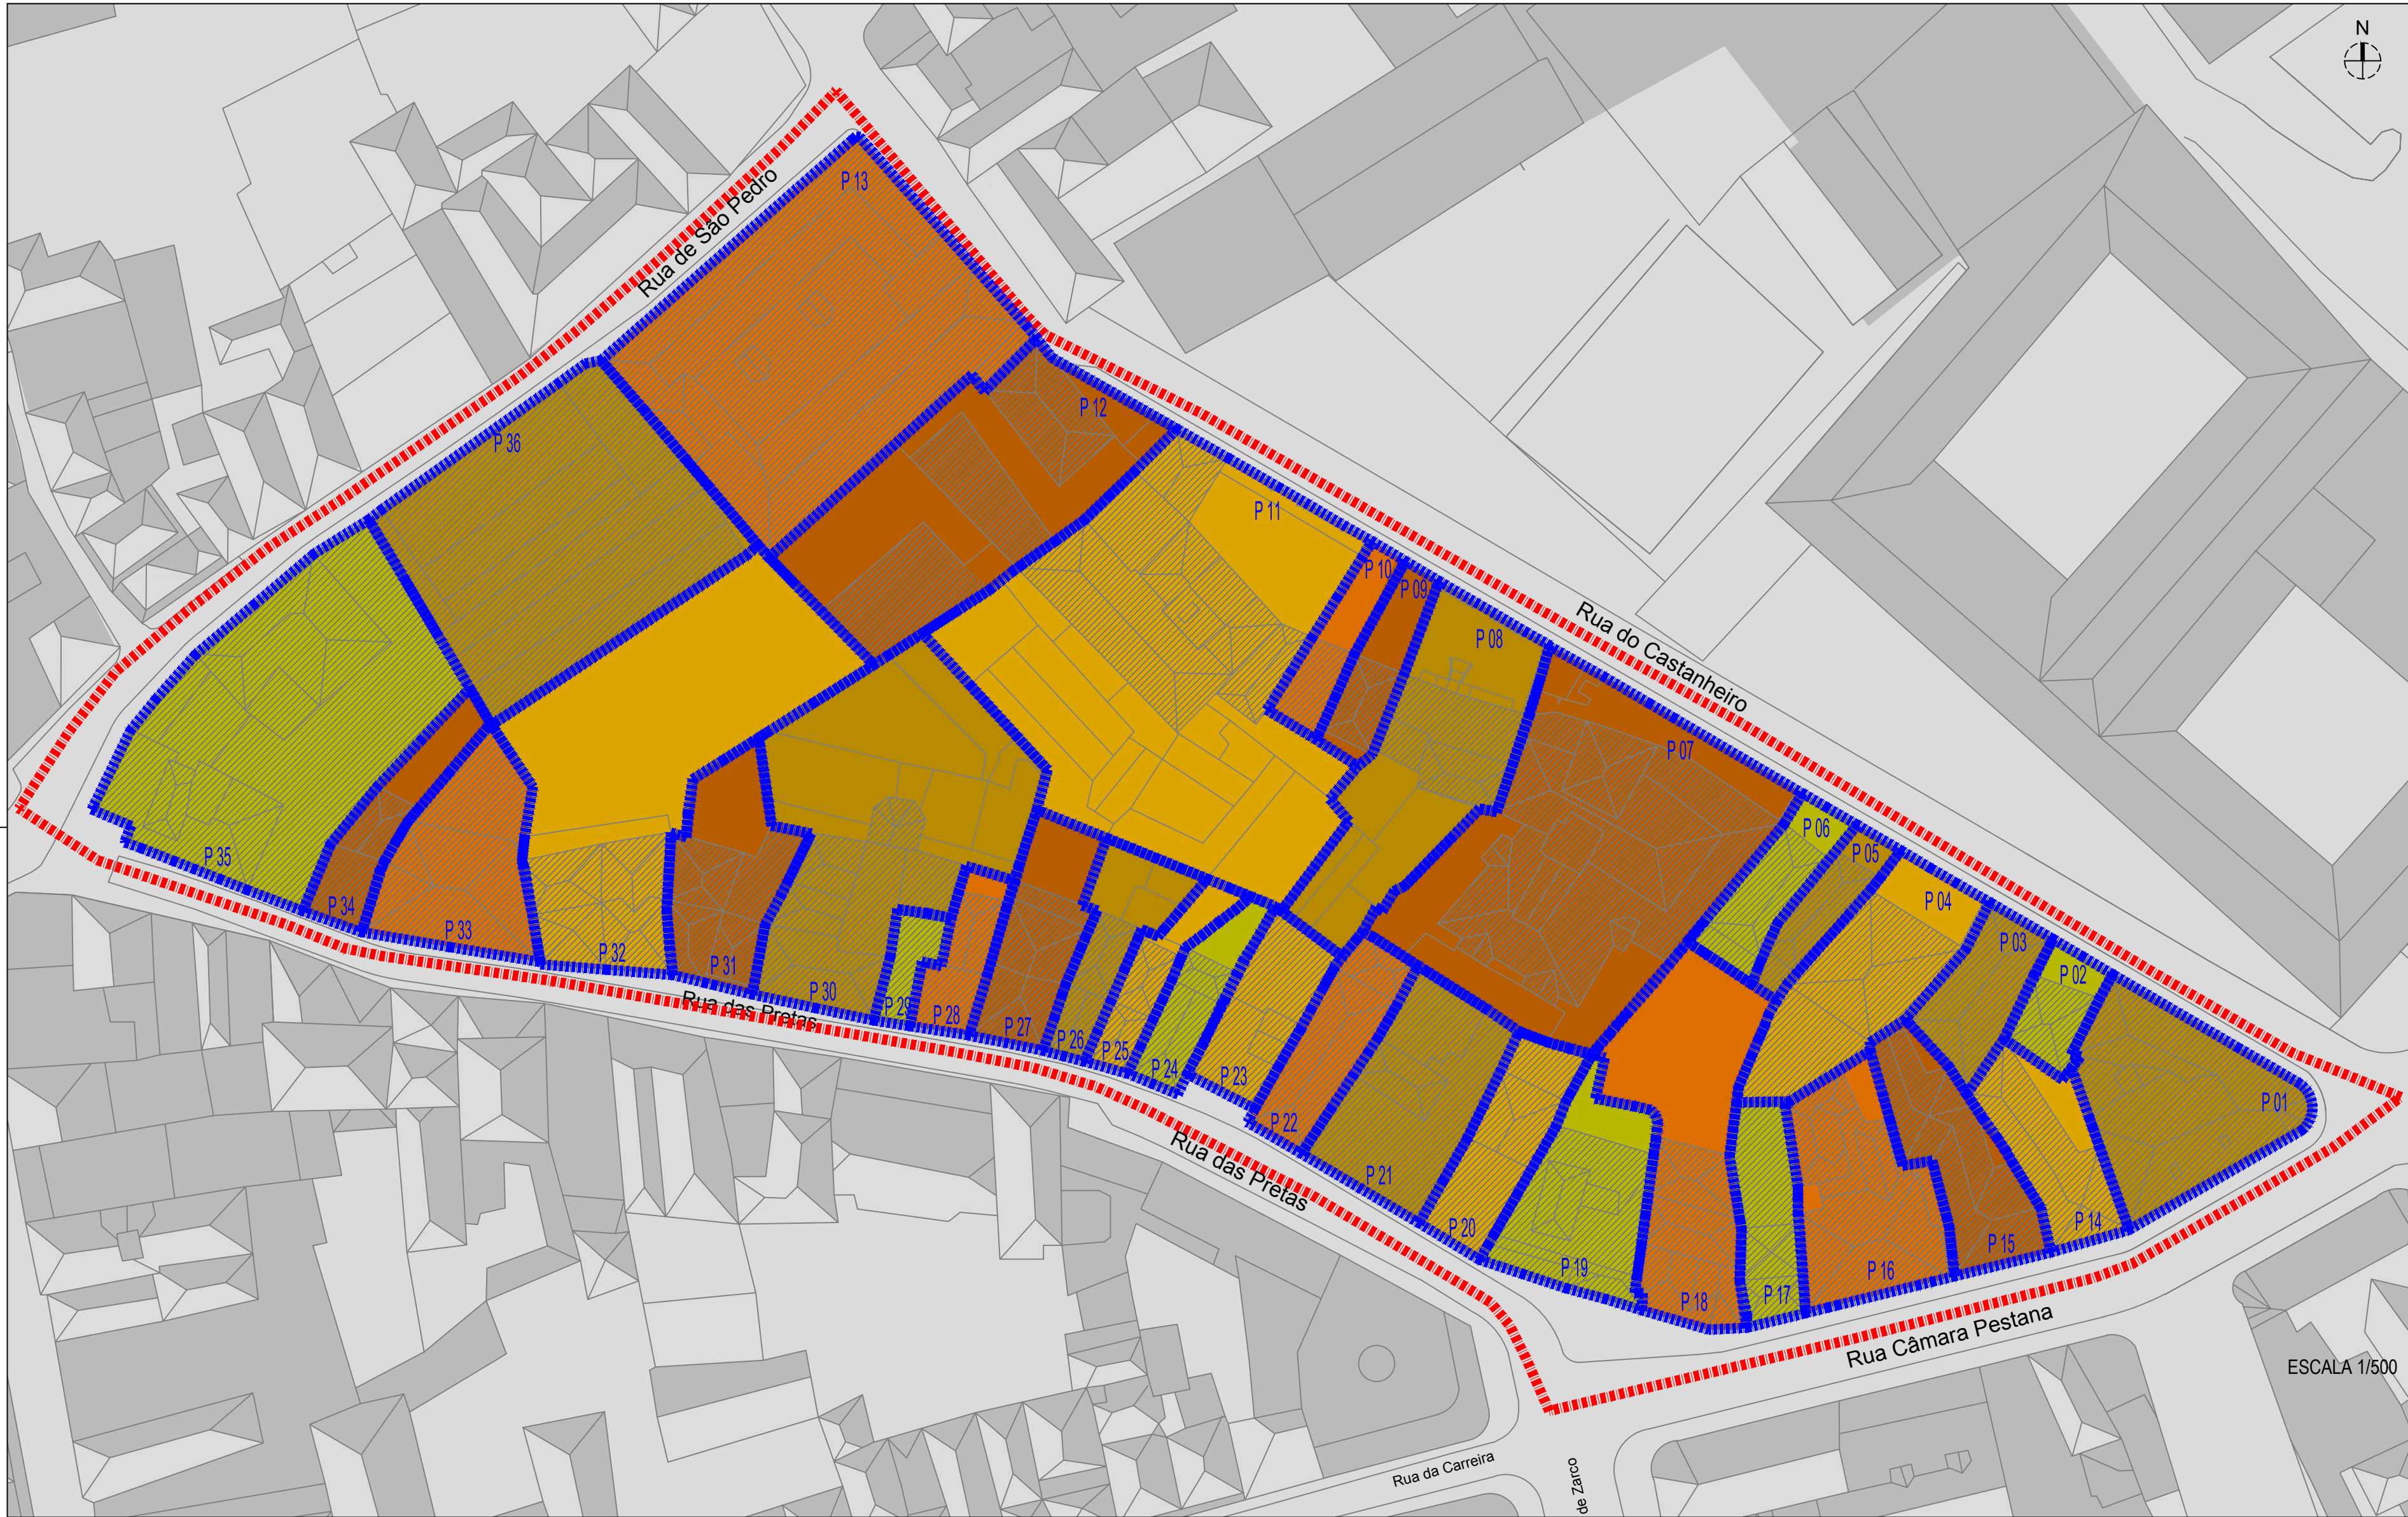 N
P 13
Rua de São Pedro
P 12
P 36
P 11
P 10
P 09
Rua do Castanheiro
P 08
P 07
P 06
P 05
P 04
P 03
P 02
P 01
P 35
P 34
P 33
P 32
P 31
P 30
P 29
P 28
P 27
P 26
P 25
P 24
P 23
P 22
P 21
P 20
P 19
P 18
P 17
P 16
P 15
P 14
Rua das Pretas
Rua das Pretas
Rua Câmara Pestana
ESCALA 1/500
Rua da Carreira
de Zarco